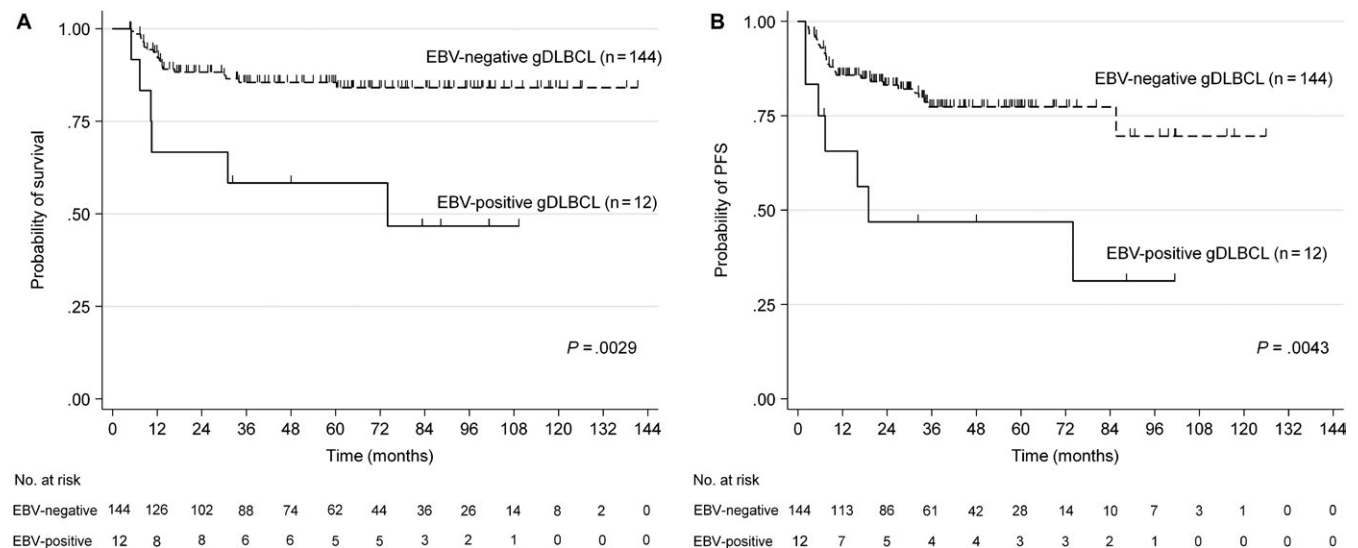 A
Probability of survival
1.00
.75
.50
.25
.00
EBV-negative gDLBCL (n = 144)
EBV-positive gDLBCL (n = 12)
P = .0029
0 12 24 36 48 60 72 84 96 108 120 132 144
Time (months)
No. at risk
EBV-negative 144 126 102 88 74 62 44 36 26 14 8 2 0
EBV-positive 12 8 8 6 6 5 5 3 2 1 0 0 0
B
Probability of PFS
1.00
.75
.50
.25
.00
EBV-negative gDLBCL (n = 144)
EBV-positive gDLBCL (n = 12)
P = .0043
0 12 24 36 48 60 72 84 96 108 120 132 144
Time (months)
No. at risk
EBV-negative 144 113 86 61 42 28 14 10 7 3 1 0 0
EBV-positive 12 7 5 4 4 3 3 2 1 0 0 0 0